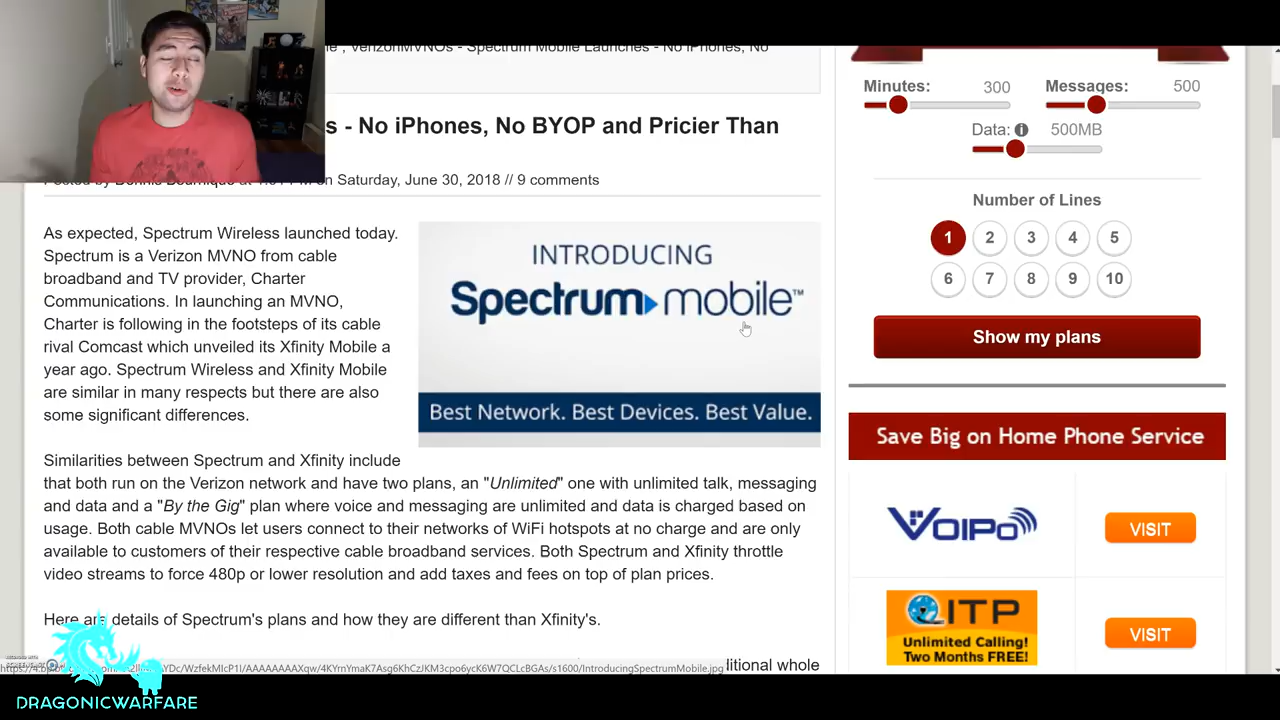 VerizonMVNOs - Spectrum Mobile Launches - No iPhones, No
s - No iPhones, No BYOP and Pricier Than
on Saturday, June 30, 2018 // 9 comments
As expected, Spectrum Wireless launched today.
Spectrum is a Verizon MVNO from cable
broadband and TV provider, Charter
Communications. In launching an MVNO,
Charter is following in the footsteps of its cable
rival Comcast which unveiled its Xfinity Mobile a
year ago. Spectrum Wireless and Xfinity Mobile
are similar in many respects but there are also
some significant differences.
INTRODUCING
Spectrum mobile™
Best Network. Best Devices. Best Value.
Similarities between Spectrum and Xfinity include
that both run on the Verizon network and have two plans, an "Unlimited" one with unlimited talk, messaging
and data and a "By the Gig" plan where voice and messaging are unlimited and data is charged based on
usage. Both cable MVNOs let users connect to their networks of WiFi hotspots at no charge and are only
available to customers of their respective cable broadband services. Both Spectrum and Xfinity throttle
video streams to force 480p or lower resolution and add taxes and fees on top of plan prices.
Here are details of Spectrum's plans and how they are different than Xfinity's.
ditional whole
DRAGONICWARFARE
Minutes: 300
Messages: 500
Data: 500MB
Number of Lines
1 2 3 4 5
6 7 8 9 10
Show my plans
Save Big on Home Phone Service
VOIPo
VISIT
ITP
Unlimited Calling!
Two Months FREE!
VISIT